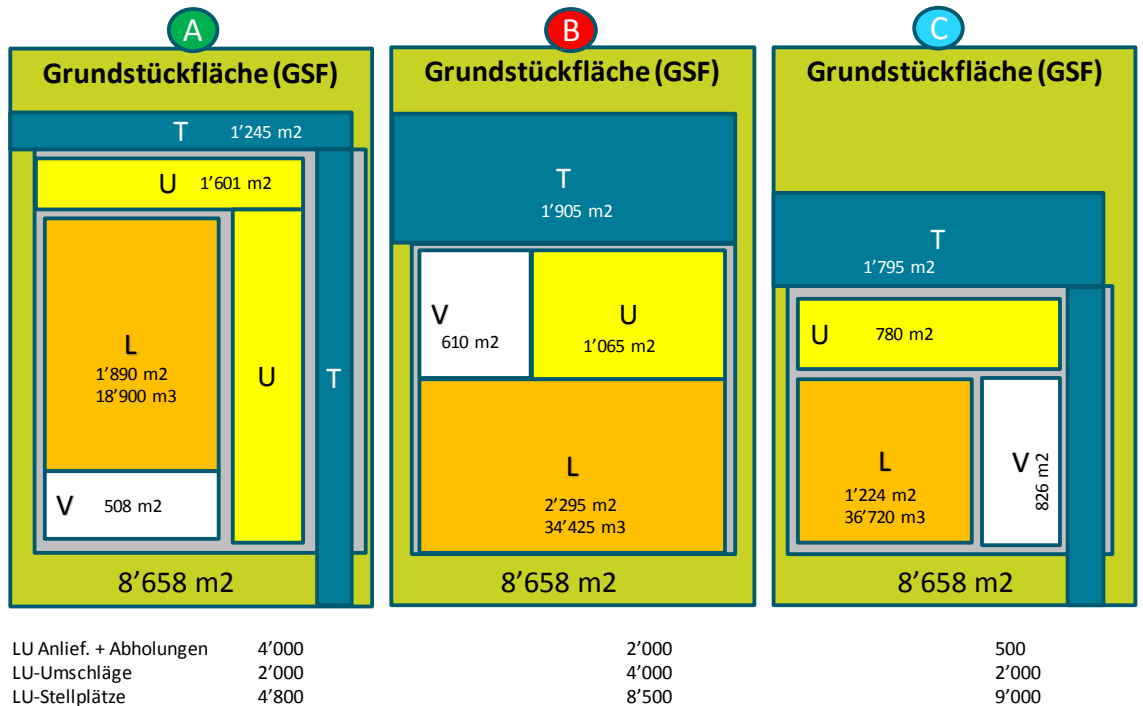 A
Grundstückfläche (GSF)
T 1’245 m2
U 1’601 m2
L
1’890 m2
18’900 m3
U
T
V 508 m2
8’658 m2
B
Grundstückfläche (GSF)
T
1’905 m2
V
610 m2
U
1’065 m2
L
2’295 m2
34’425 m3
8’658 m2
C
Grundstückfläche (GSF)
T
1’795 m2
U 780 m2
L
1’224 m2
36’720 m3
V
826 m2
8’658 m2
LU Anlief. + Abholungen 4’000 2’000 500
LU-Umschläge 2’000 4’000 2’000
LU-Stellplätze 4’800 8’500 9’000